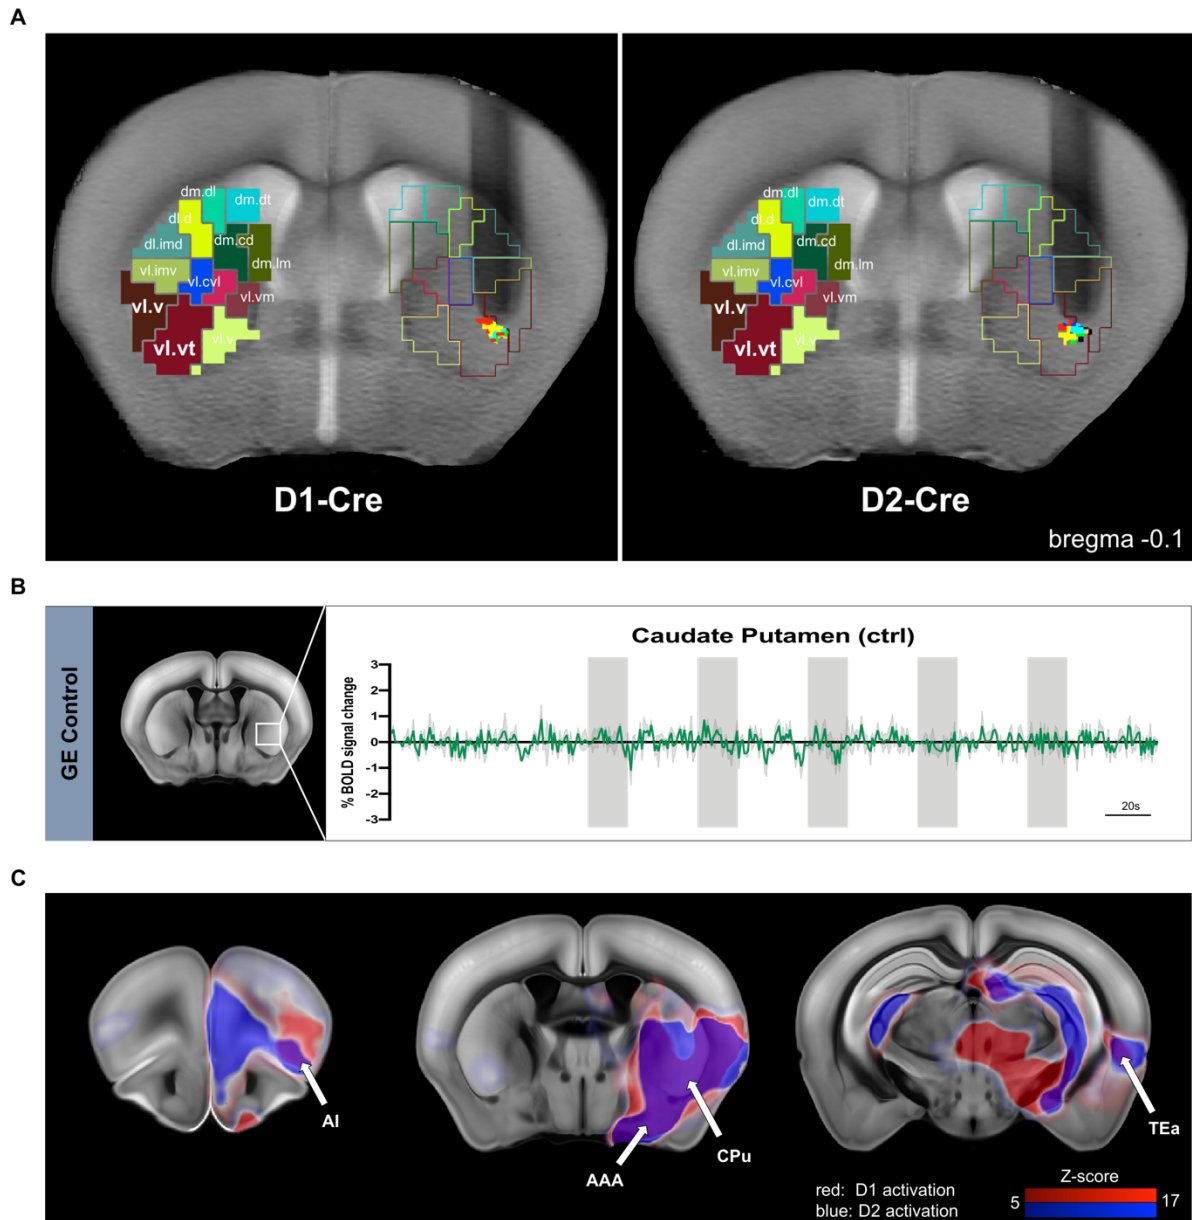 A
dm.dl
dm.dt
dl.d
dl.imd
dm.cd
vl.imv
dm.lm
vl.cvl
vl.v
vl.vm
vl.vt
vl.v
D1-Cre
dm.dl
dm.dt
dl.d
dl.imd
dm.cd
vl.imv
dm.lm
vl.cvl
vl.v
vl.vm
vl.vt
vl.v
D2-Cre
bregma -0.1
B
GE Control
Caudate Putamen (ctrl)
% BOLD signal change
3
2
1
0
-1
-2
-3
20s
C
AI
AAA
CPu
TEa
red: D1 activation
blue: D2 activation
Z-score
5
17